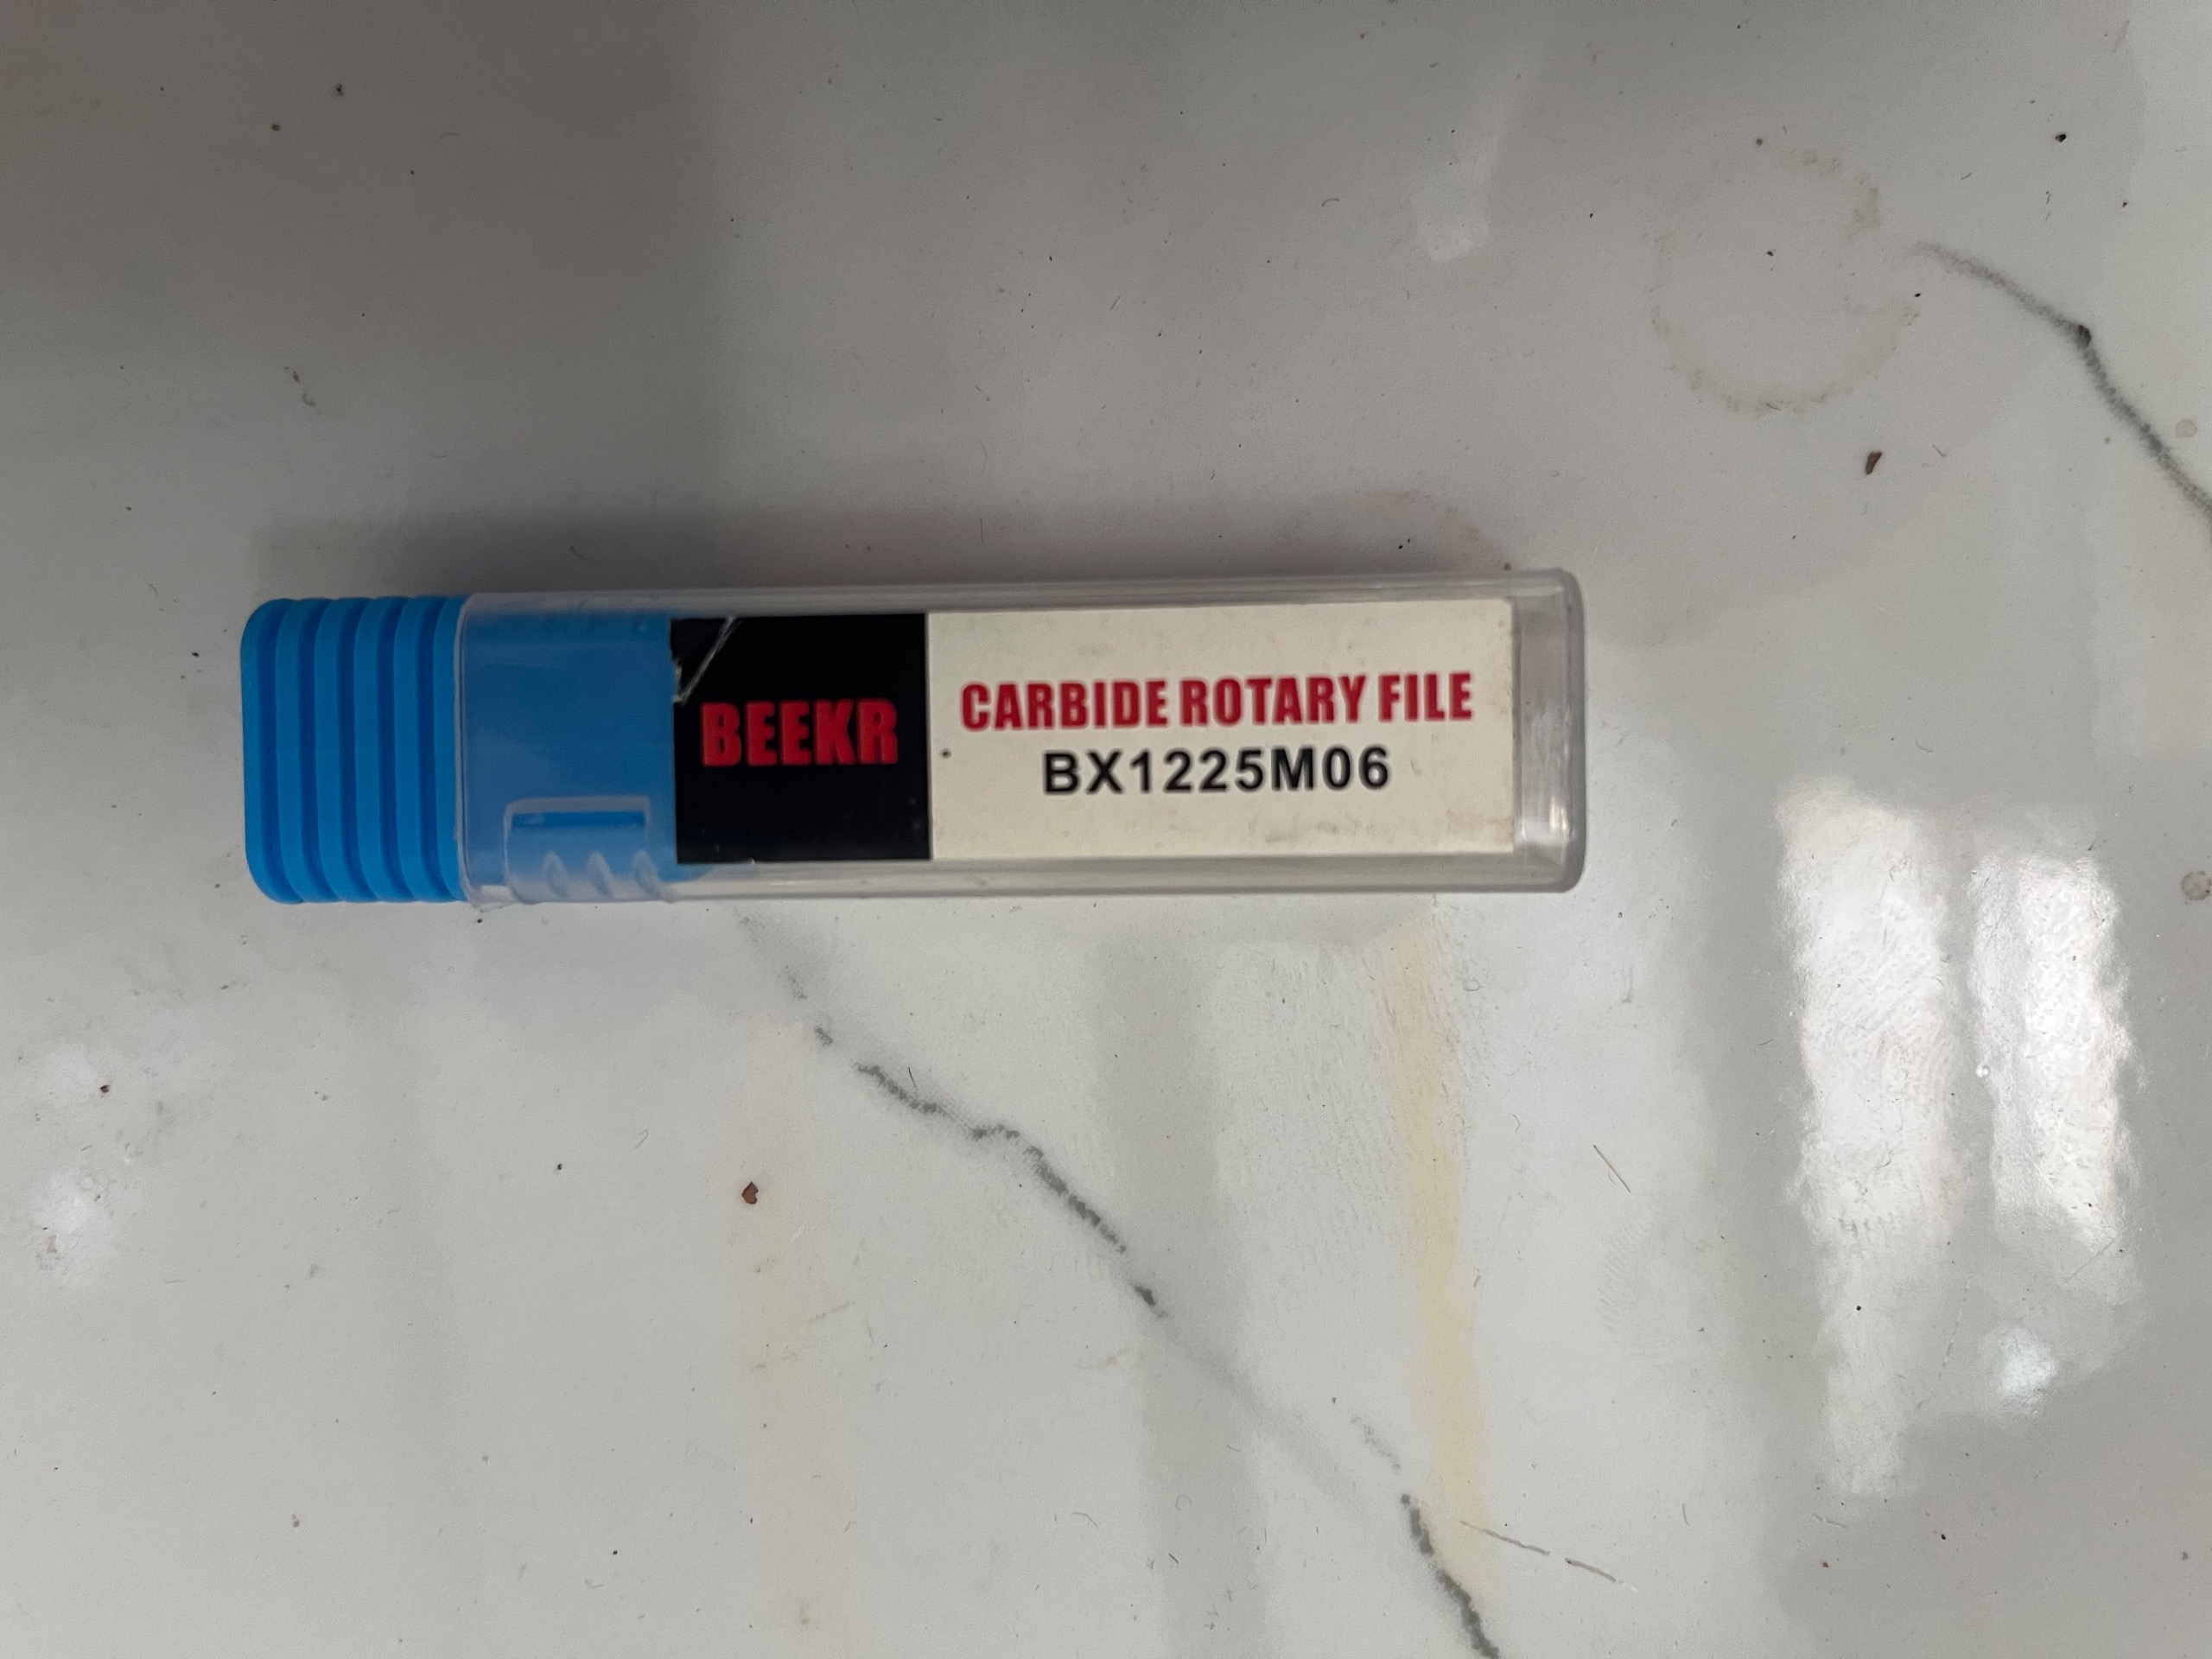 BEEKR
CARBIDE ROTARY FILE
BX1225M06